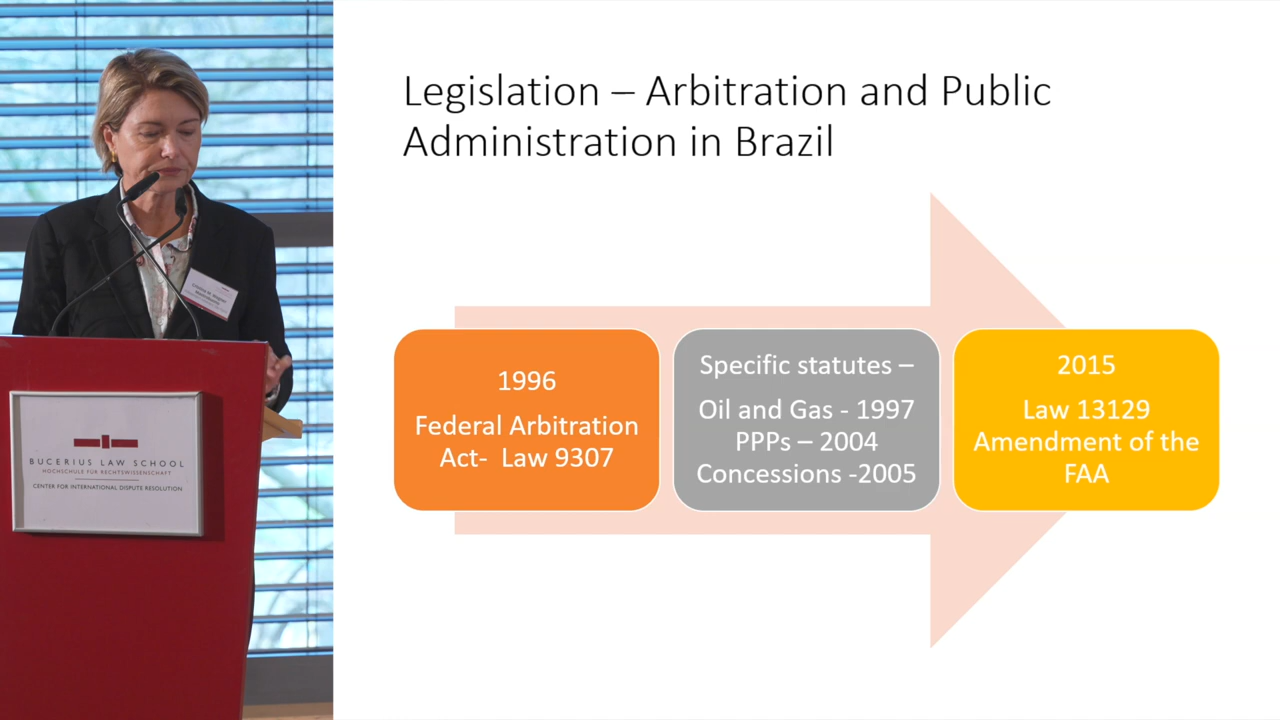 Legislation – Arbitration and Public
Administration in Brazil
1996
Federal Arbitration
Act- Law 9307
Specific statutes –
Oil and Gas - 1997
PPPs – 2004
Concessions -2005
2015
Law 13129
Amendment of the
FAA
BUCERIUS LAW SCHOOL
HOCHSCHULE FÜR RECHTSWISSENSCHAFT
CENTER FOR INTERNATIONAL DISPUTE RESOLUTION